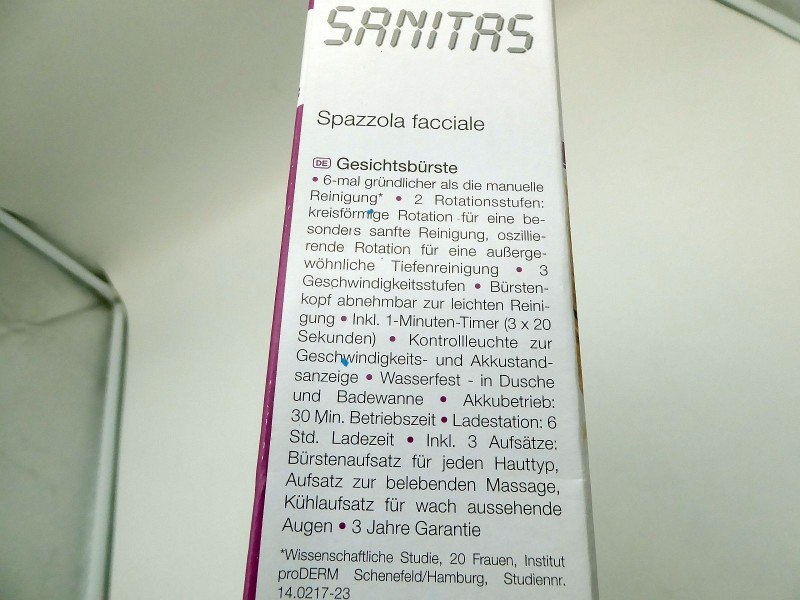 SANITAS
Spazzola facciale
DE Gesichtsbürste
• 6-mal gründlicher als die manuelle
Reinigung* • 2 Rotationsstufen:
kreisförmige Rotation für eine be-
sonders sanfte Reinigung, oszillie-
rende Rotation für eine außerge-
wöhnliche Tiefenreinigung • 3
Geschwindigkeitsstufen • Bürsten-
kopf abnehmbar zur leichten Reini-
gung • Inkl. 1-Minuten-Timer (3 x 20
Sekunden) • Kontrollleuchte zur
Geschwindigkeits- und Akkustand-
sanzeige • Wasserfest - in Dusche
und Badewanne • Akkubetrieb:
30 Min. Betriebszeit • Ladestation: 6
Std. Ladezeit • Inkl. 3 Aufsätze:
Bürstenaufsatz für jeden Hauttyp,
Aufsatz zur belebenden Massage,
Kühlaufsatz für wach aussehende
Augen • 3 Jahre Garantie
*Wissenschaftliche Studie, 20 Frauen, Institut
proDERM Schenefeld/Hamburg, Studiennr.
14.0217-23